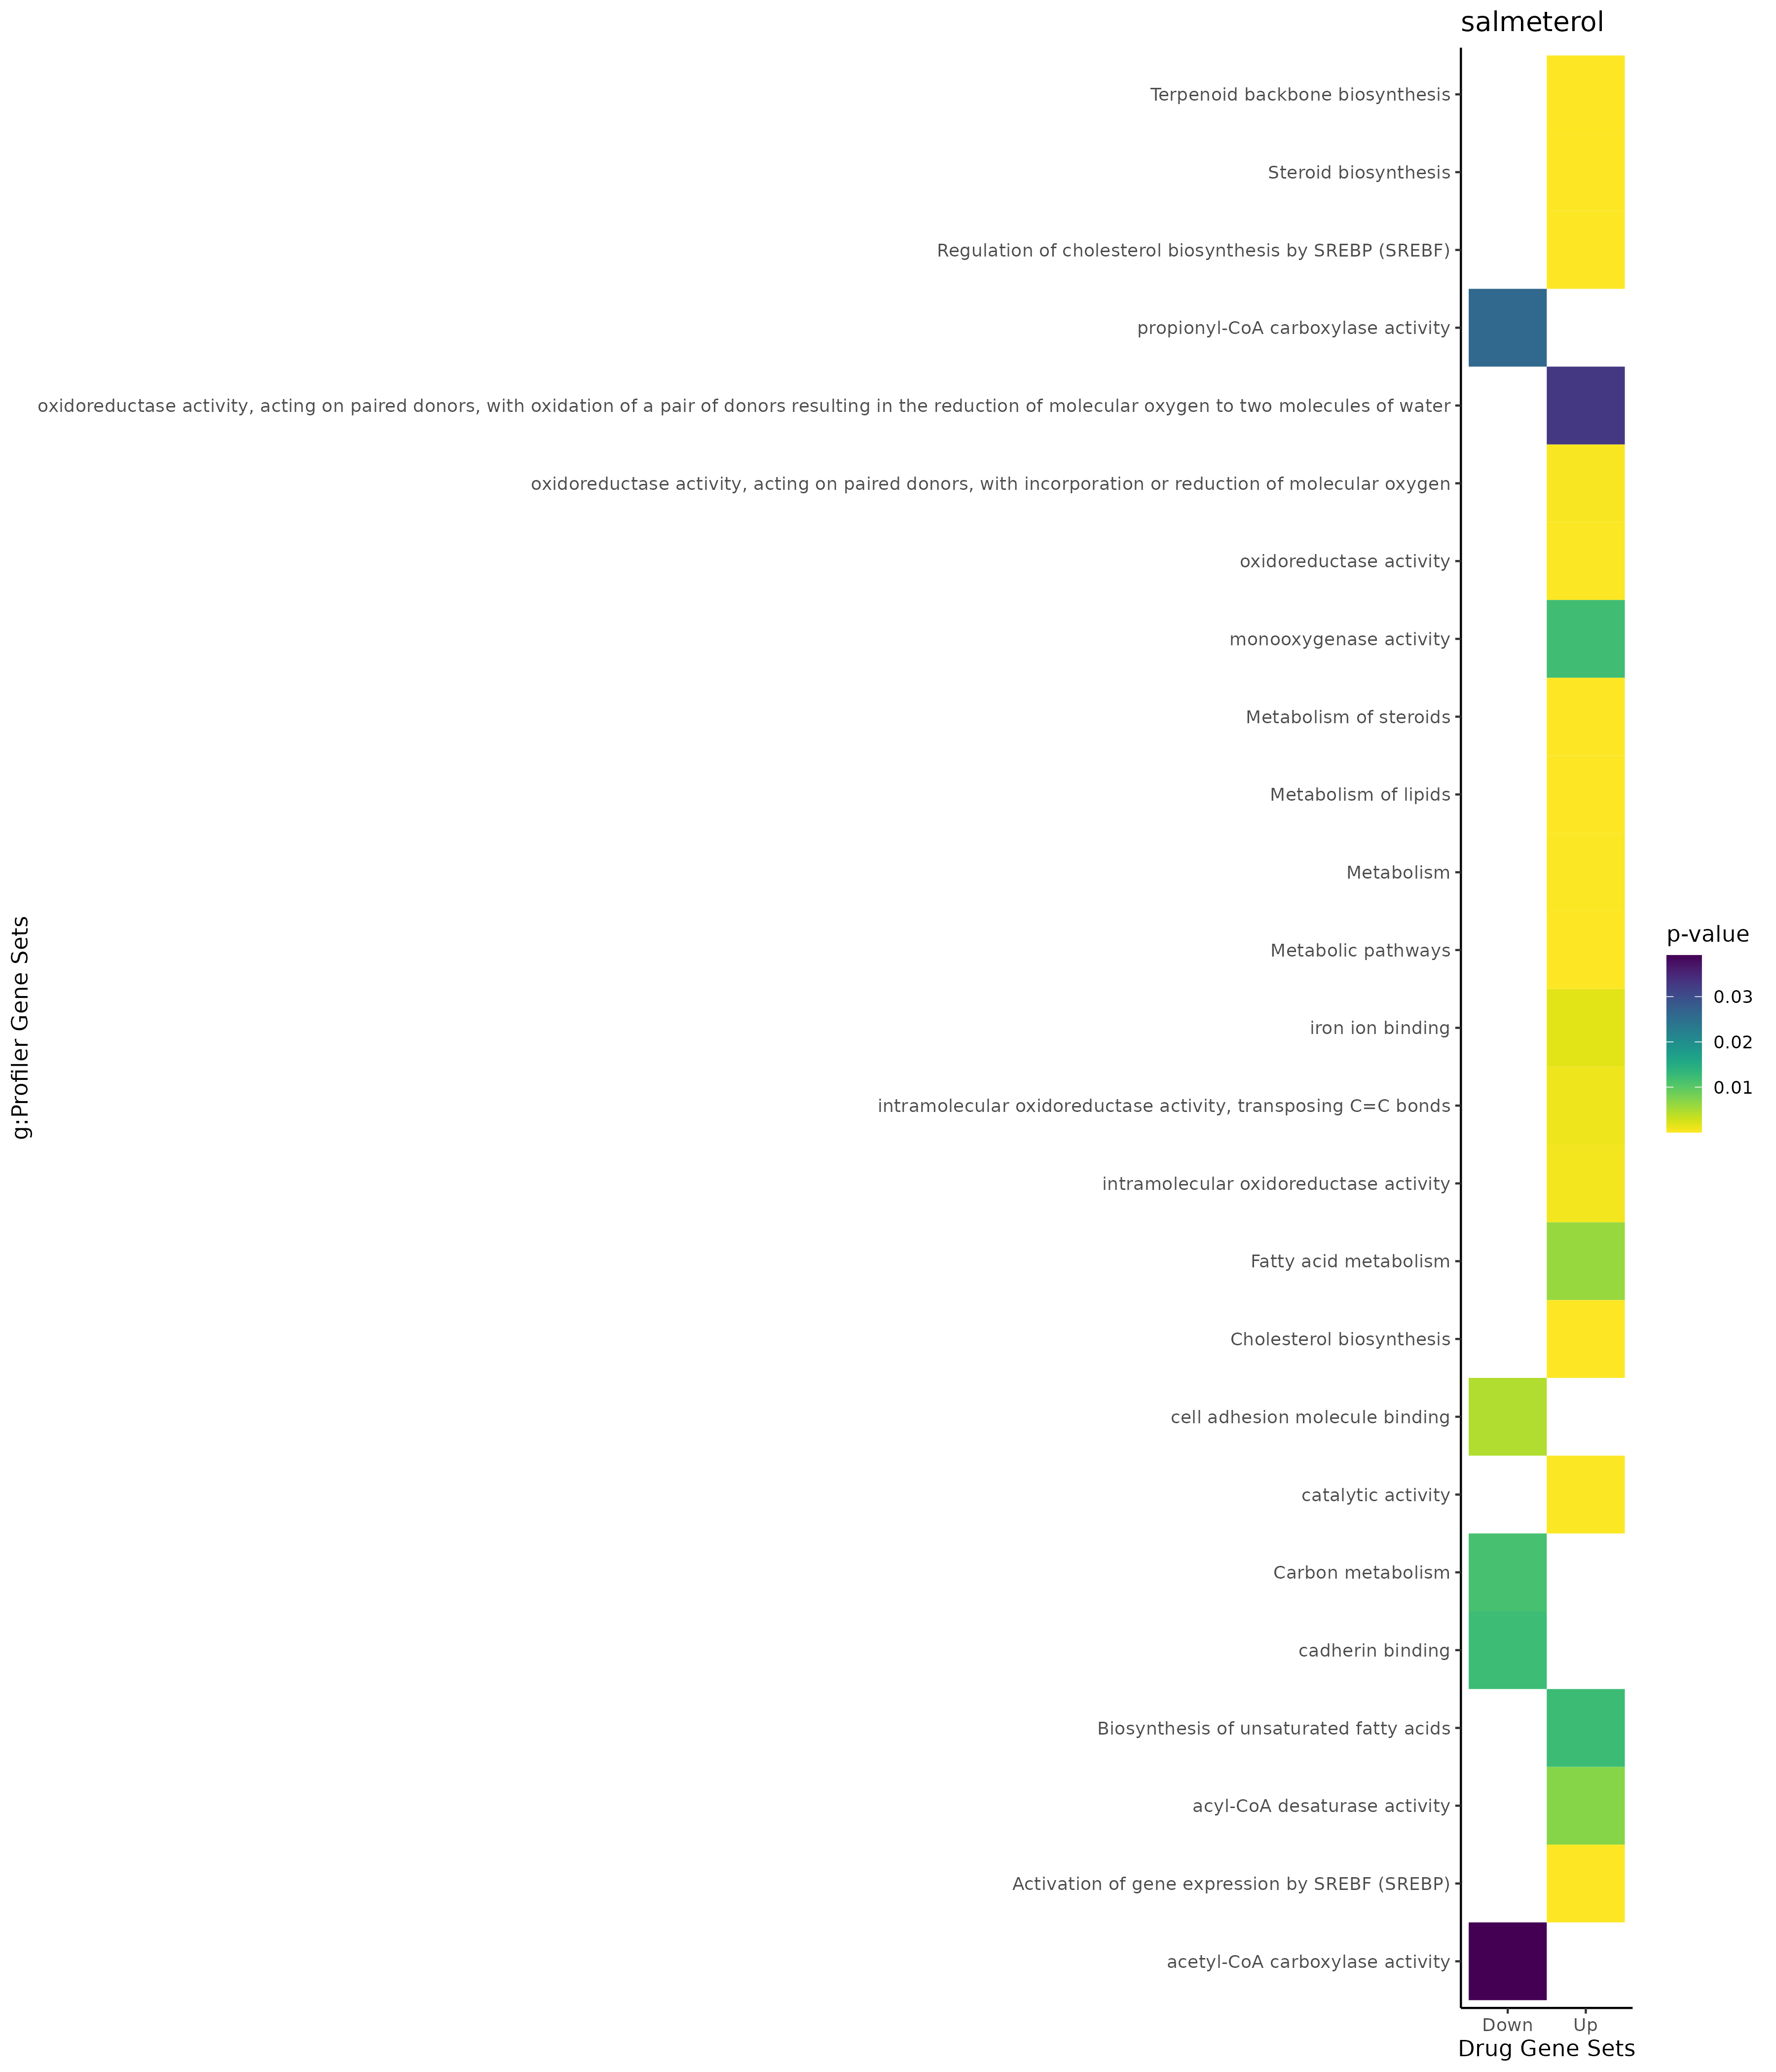 salmeterol
Terpenoid backbone biosynthesis
Steroid biosynthesis
Regulation of cholesterol biosynthesis by SREBP (SREBF)
propionyl-CoA carboxylase activity
oxidoreductase activity, acting on paired donors, with oxidation of a pair of donors resulting in the reduction of molecular oxygen to two molecules of water
oxidoreductase activity, acting on paired donors, with incorporation or reduction of molecular oxygen
oxidoreductase activity
monooxygenase activity
Metabolism of steroids
Metabolism of lipids
Metabolism
Metabolic pathways
iron ion binding
intramolecular oxidoreductase activity, transposing C=C bonds
intramolecular oxidoreductase activity
Fatty acid metabolism
Cholesterol biosynthesis
cell adhesion molecule binding
catalytic activity
Carbon metabolism
cadherin binding
Biosynthesis of unsaturated fatty acids
acyl-CoA desaturase activity
Activation of gene expression by SREBF (SREBP)
acetyl-CoA carboxylase activity
g:Profiler Gene Sets
Down Up
Drug Gene Sets
p-value
0.03
0.02
0.01